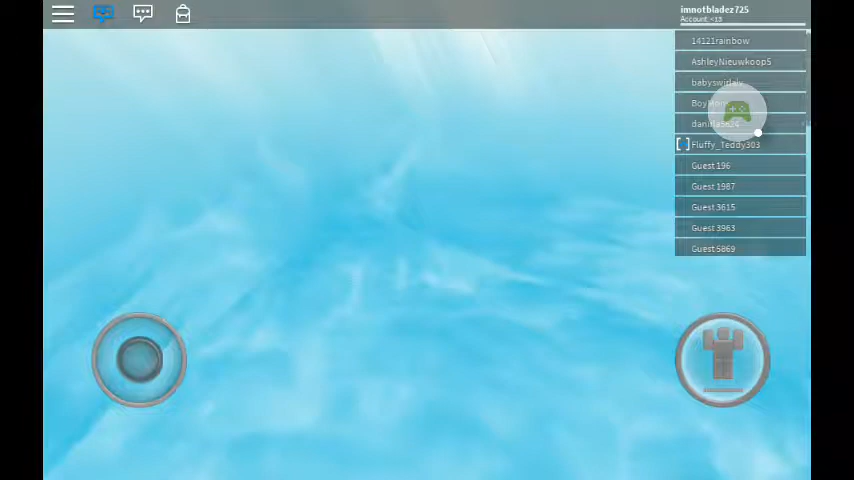 imnotbladez725
Account: <13
14121rainbow
AshleyNieuwkoop5
Fluffy_Teddy303
Guest 196
Guest 1987
Guest 3615
Guest 3963
Guest 5869